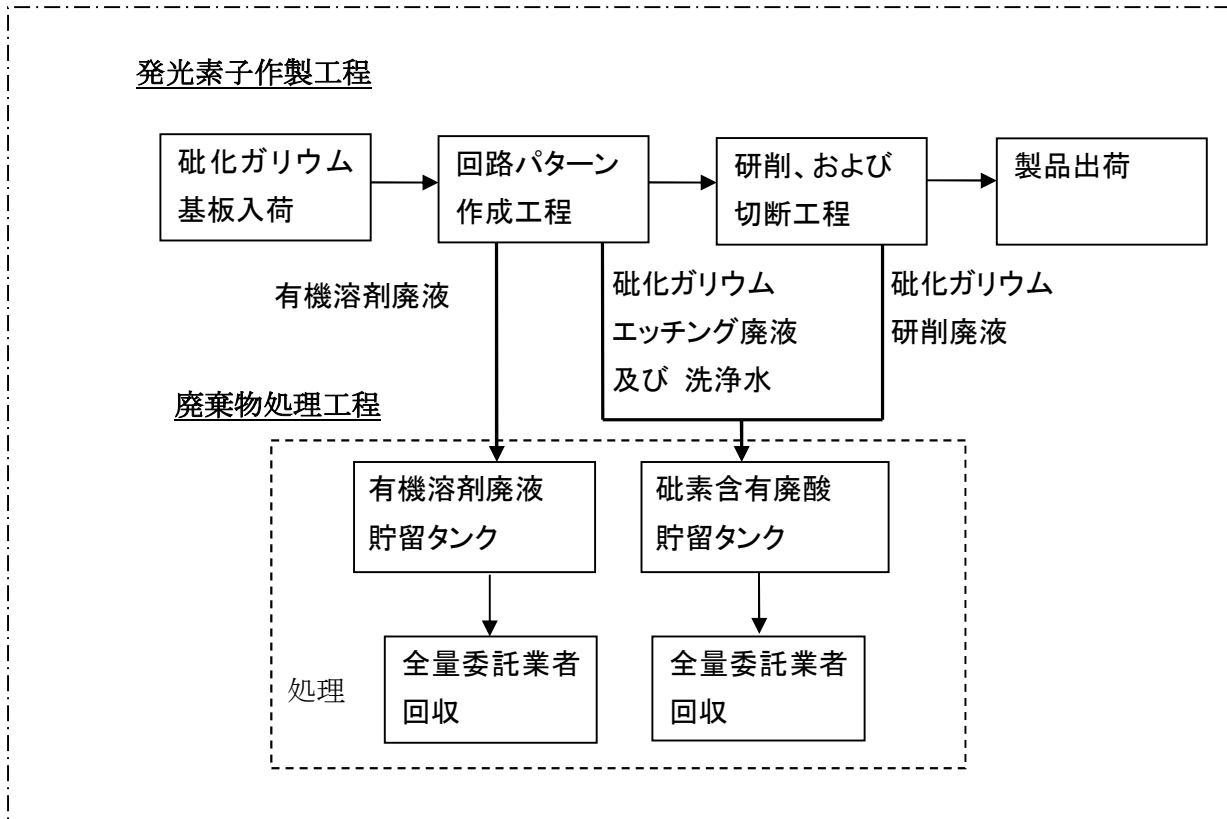 発光素子作製工程
砒化ガリウム
基板入荷
回路パターン
作成工程
研削、および
切断工程
製品出荷
有機溶剤廃液
砒化ガリウム
エッチング廃液
及び 洗浄水
砒化ガリウム
研削廃液
廃棄物処理工程
有機溶剤廃液
貯留タンク
砒素含有廃酸
貯留タンク
処理
全量委託業者
回収
全量委託業者
回収